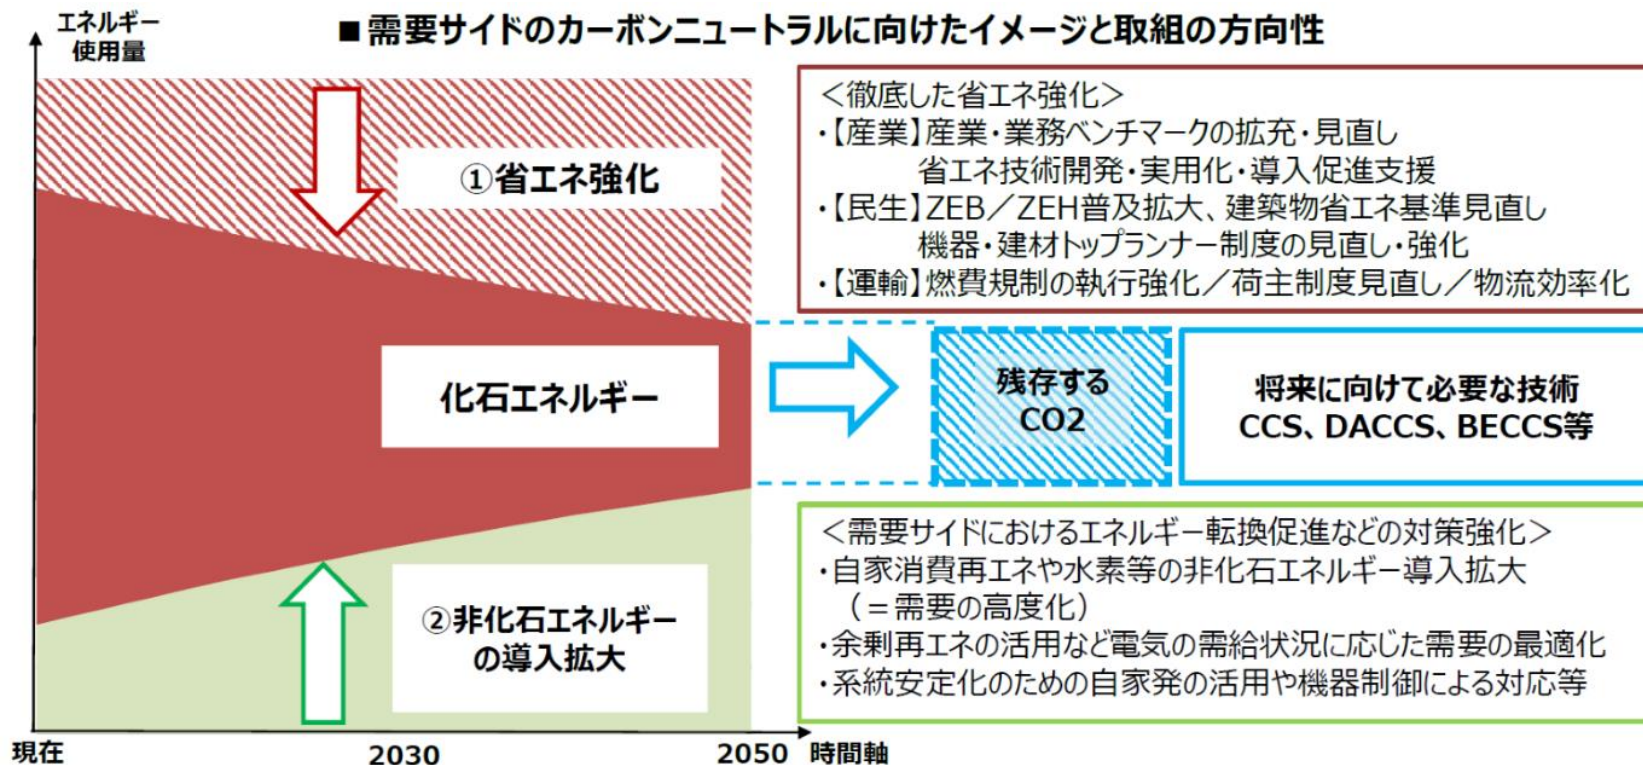 ■需要サイドのカーボンニュートラルに向けたイメージと取組の方向性
エネルギー
使用量
①省エネ強化
化石エネルギー
②非化石エネルギー
の導入拡大
現在
2030
2050
時間軸
＜徹底した省エネ強化＞
・【産業】産業・業務ベンチマークの拡充・見直し
省エネ技術開発・実用化・導入促進支援
・【民生】ZEB／ZEH普及拡大、建築物省エネ基準見直し
機器・建材トップランナー制度の見直し・強化
・【運輸】燃費規制の執行強化／荷主制度見直し／物流効率化
残存する
CO2
将来に向けて必要な技術
CCS、DACCS、BECCS等
＜需要サイドにおけるエネルギー転換促進などの対策強化＞
・自家消費再エネや水素等の非化石エネルギー導入拡大
（＝需要の高度化）
・余剰再エネの活用など電気の需給状況に応じた需要の最適化
・系統安定化のための自家発の活用や機器制御による対応等